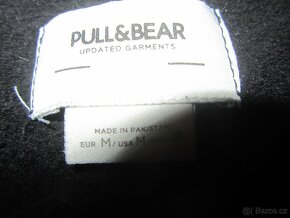 PULL&BEAR
UPDATED GARMENTS
MADE IN PAKISTAN
EUR M/USA M
Bazos.cz